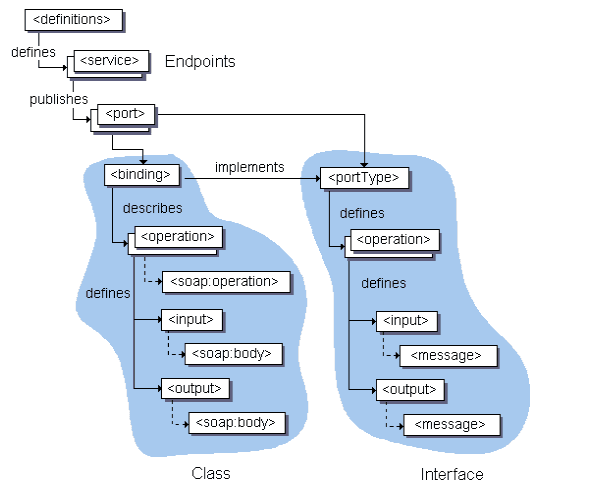 <definitions>
defines
<service>
Endpoints
publishes
<port>
implements
<binding>
<portType>
describes
defines
<operation>
<operation>
<soap:operation>
defines
defines
<input>
<input>
<soap:body>
<message>
<output>
<output>
<soap:body>
<message>
Class
Interface